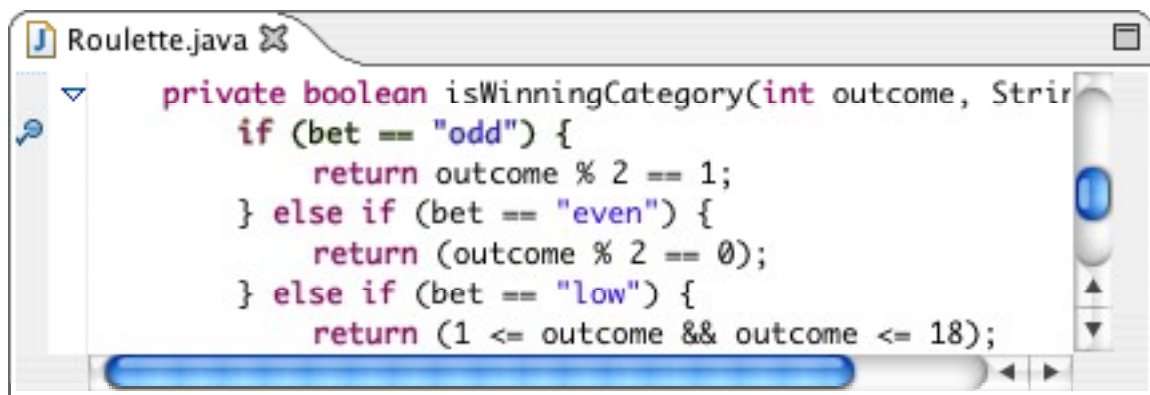 Roulette.java
private boolean isWinningCategory(int outcome, Strin
if (bet == "odd") {
return outcome % 2 == 1;
} else if (bet == "even") {
return (outcome % 2 == 0);
} else if (bet == "low") {
return (1 <= outcome && outcome <= 18);